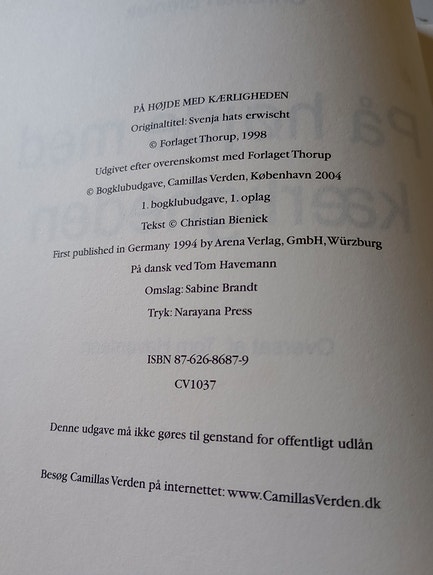 PÅ HØJDE MED KÆRLIGHEDEN
Originaltitel: Svenja hats erwischt
© Forlaget Thorup, 1998
Udgivet efter overenskomst med Forlaget Thorup
© Bogklubudgave, Camillas Verden, København 2004
1. bogklubudgave, 1. oplag
Tekst © Christian Bieniek
First published in Germany 1994 by Arena Verlag, GmbH, Würzburg
På dansk ved Tom Havemann
Omslag: Sabine Brandt
Tryk: Narayana Press
ISBN 87-626-8687-9
CV1037
Denne udgave må ikke gøres til genstand for offentligt udlån
Besøg Camillas Verden på internettet: www.CamillasVerden.dk